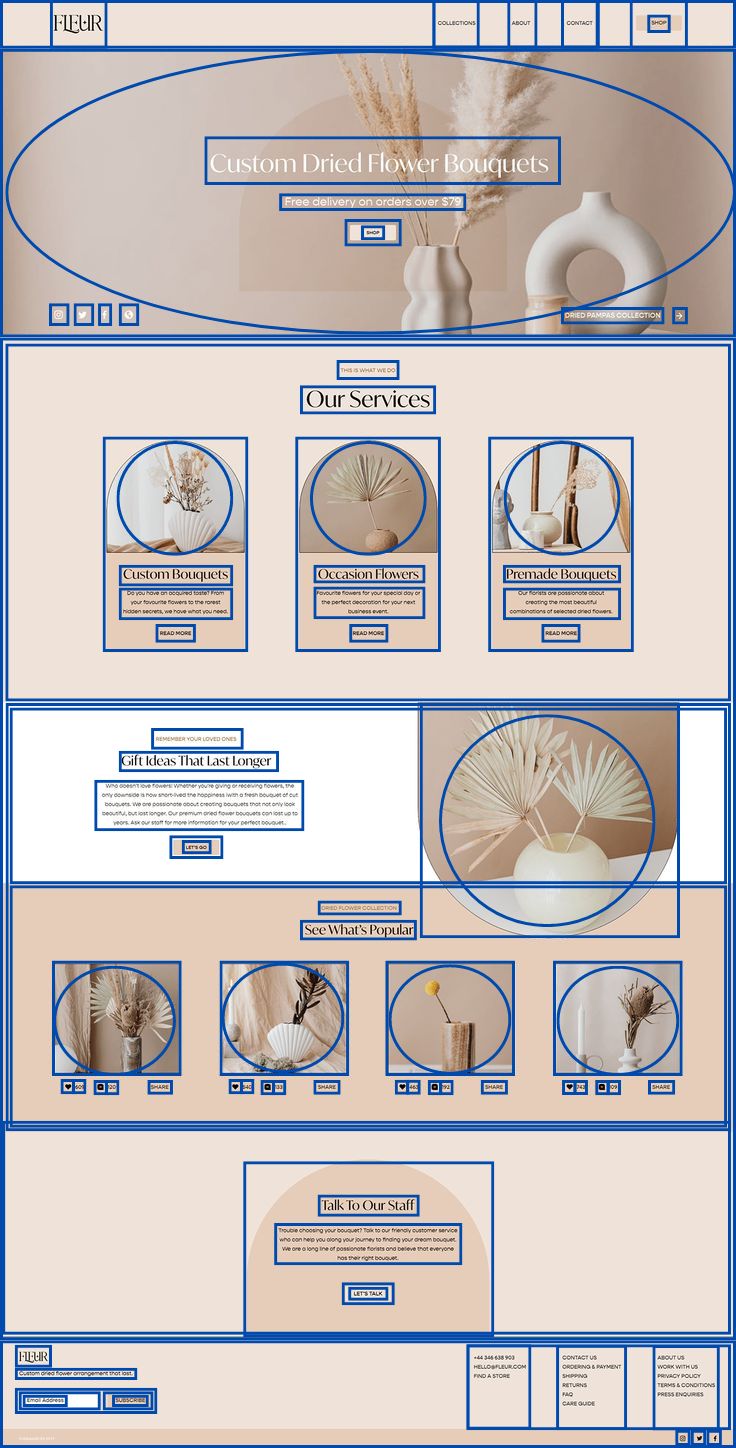 FLEUR
COLLECTIONS
ABOUT
CONTACT
SHOP
Custom Dried Flower Bouquets
Free delivery on orders over $79
SHOP
DRIED PAMPAS COLLECTION
THIS IS WHAT WE DO
Our Services
Custom Bouquets
Do you have an acquired taste? From
your favourite flowers to the rarest
hidden secrets, we have what you need.
READ MORE
Occasion Flowers
Favourite flowers for your special day or
the perfect decoration for your next
business event.
READ MORE
Premade Bouquets
Our florists are passionate about
creating the most beautiful
combinations of selected dried flowers.
READ MORE
REMEMBER YOUR LOVED ONES
Gift Ideas That Last Longer
Who doesn't love flowers! Whether you're giving or receiving flowers, the
only downside is how short-lived the happiness (with a fresh bouquet of cut
bouquets. We are passionate about creating bouquets that not only look
beautiful, but last longer. Our premium dried flower bouquets can last up to
years. Ask our staff for more information for your perfect bouquet.
LET'S GO
DRIED FLOWER COLLECTION
See What's Popular
SHARE
SHARE
SHARE
SHARE
Talk To Our Staff
Trouble choosing your bouquet? Talk to our friendly customer service
who can help you along your journey to finding your dream bouquet.
We are a long line of passionate florists and believe that everyone
has their right bouquet.
LET'S TALK
FLEUR
Custom dried flower arrangement that last.
Email Address
SUBSCRIBE
+44 346 638 903
HELLO@FLEUR.COM
FIND A STORE
CONTACT US
ORDERING & PAYMENT
SHIPPING
RETURNS
FAQ
CARE GUIDE
ABOUT US
WORK WITH US
PRIVACY POLICY
TERMS & CONDITIONS
PRESS ENQUIRIES